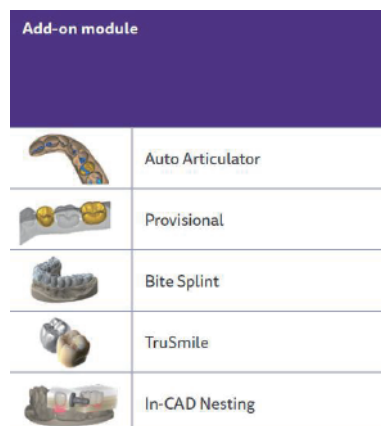 Add-on module
Auto Articulator
Provisional
Bite Splint
TruSmile
In-CAD Nesting